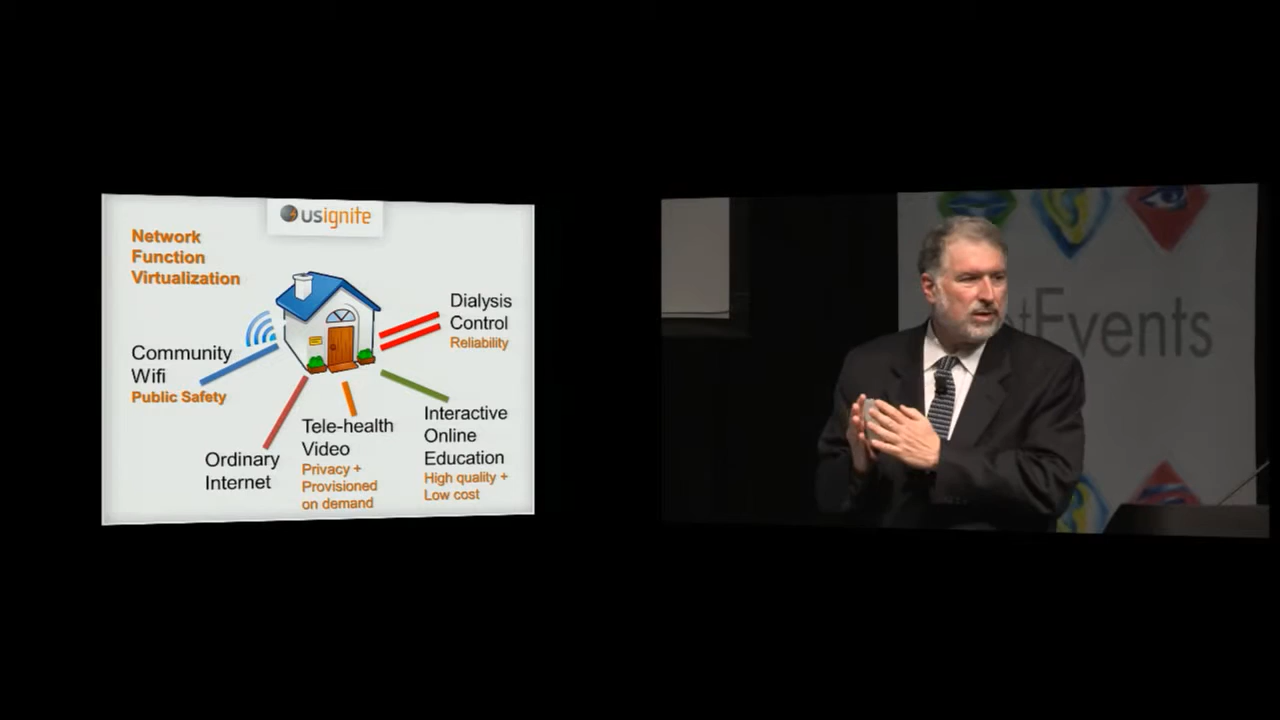 usignite
Network
Function
Virtualization
Dialysis
Control
Reliability
Community
Wifi
Public Safety
Ordinary
Internet
Tele-health
Video
Privacy +
Provisioned
on demand
Interactive
Online
Education
High quality +
Low cost
tEvents